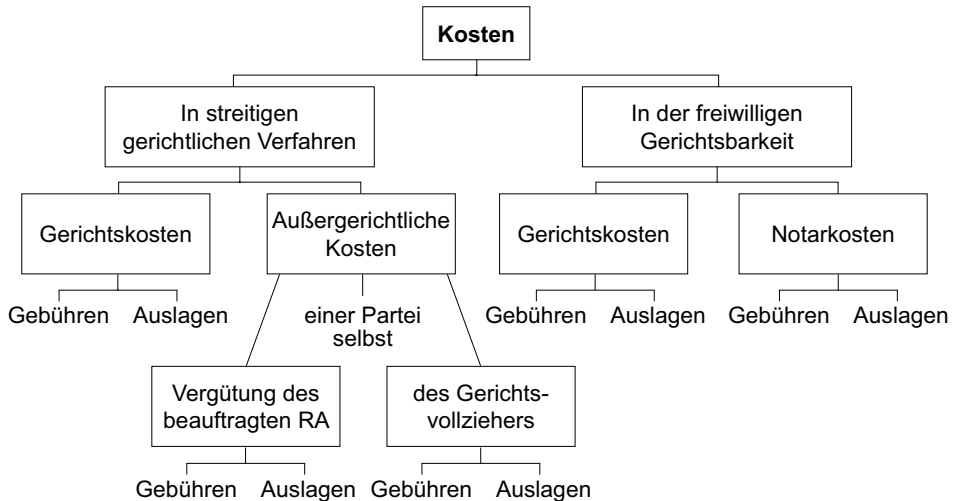 Kosten
In streitigen
gerichtlichen Verfahren
In der freiwilligen
Gerichtsbarkeit
Gerichtskosten
Außergerichtliche
Kosten
Gerichtskosten
Notarkosten
Gebühren
Auslagen
einer Partei
selbst
Gebühren
Auslagen
Gebühren
Auslagen
Vergütung des
beauftragten RA
des Gerichts-
vollziehers
Gebühren
Auslagen
Gebühren
Auslagen